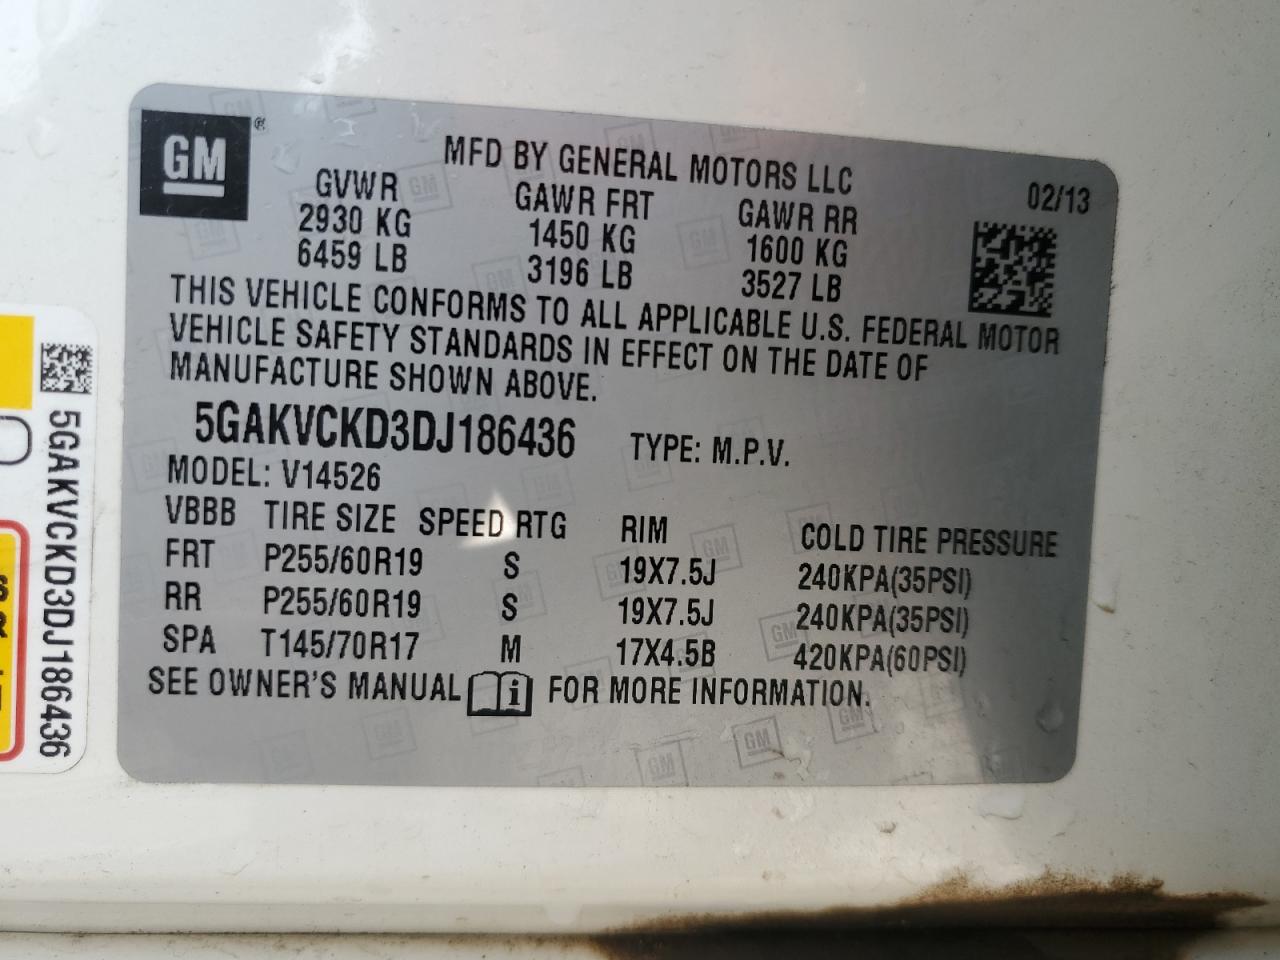 GM ®
MFD BY GENERAL MOTORS LLC
02/13
GVWR GAWR FRT GAWR RR
2930 KG 1450 KG 1600 KG
6459 LB 3196 LB 3527 LB
THIS VEHICLE CONFORMS TO ALL APPLICABLE U.S. FEDERAL MOTOR
VEHICLE SAFETY STANDARDS IN EFFECT ON THE DATE OF
MANUFACTURE SHOWN ABOVE.
5GAKVCKD3DJ186436 TYPE: M.P.V.
MODEL: V14526
VBBB TIRE SIZE SPEED RTG RIM COLD TIRE PRESSURE
FRT P255/60R19 S 19X7.5J 240KPA(35PSI)
RR P255/60R19 S 19X7.5J 240KPA(35PSI)
SPA T145/70R17 M 17X4.5B 420KPA(60PSI)
SEE OWNER'S MANUAL i FOR MORE INFORMATION.
5GAKVCKD3DJ186436